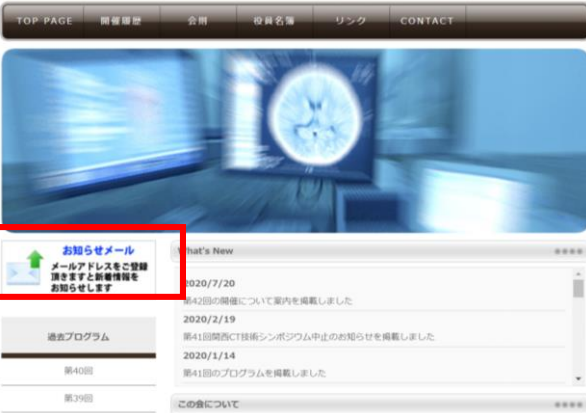 TOP PAGE 開催履歴 会則 役員名簿 リンク CONTACT
お知らせメール
メールアドレスをご登録
頂きますと新着情報を
お知らせします
What's New
2020/7/20
第42回の開催について案内を掲載しました
2020/2/19
第41回関西CT技術シンポジウム中止のお知らせを掲載しました
2020/1/14
第41回のプログラムを掲載しました
過去プログラム
第40回
第39回
この会について